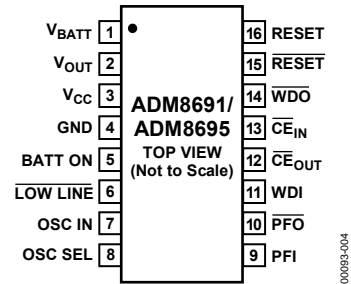 VBATT 1
VOUT 2
VCC 3
GND 4
BATT ON 5
LOW LINE 6
OSC IN 7
OSC SEL 8
ADM8691/
ADM8695
TOP VIEW
(Not to Scale)
16 RESET
15 RESET
14 WDO
13 CEIN
12 CEOUT
11 WDI
10 PFO
9 PFI
00093-004